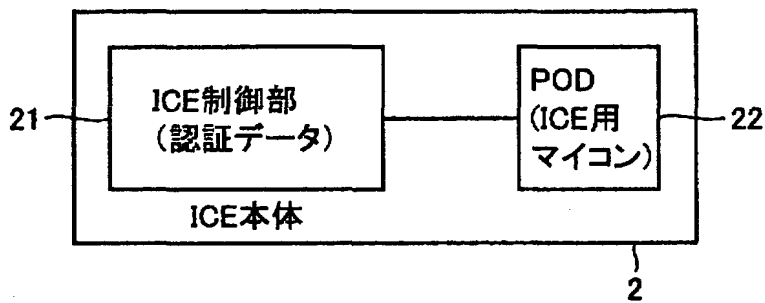 21
ICE制御部
（認証データ）
POD
(ICE用
マイコン）
22
ICE本体
2